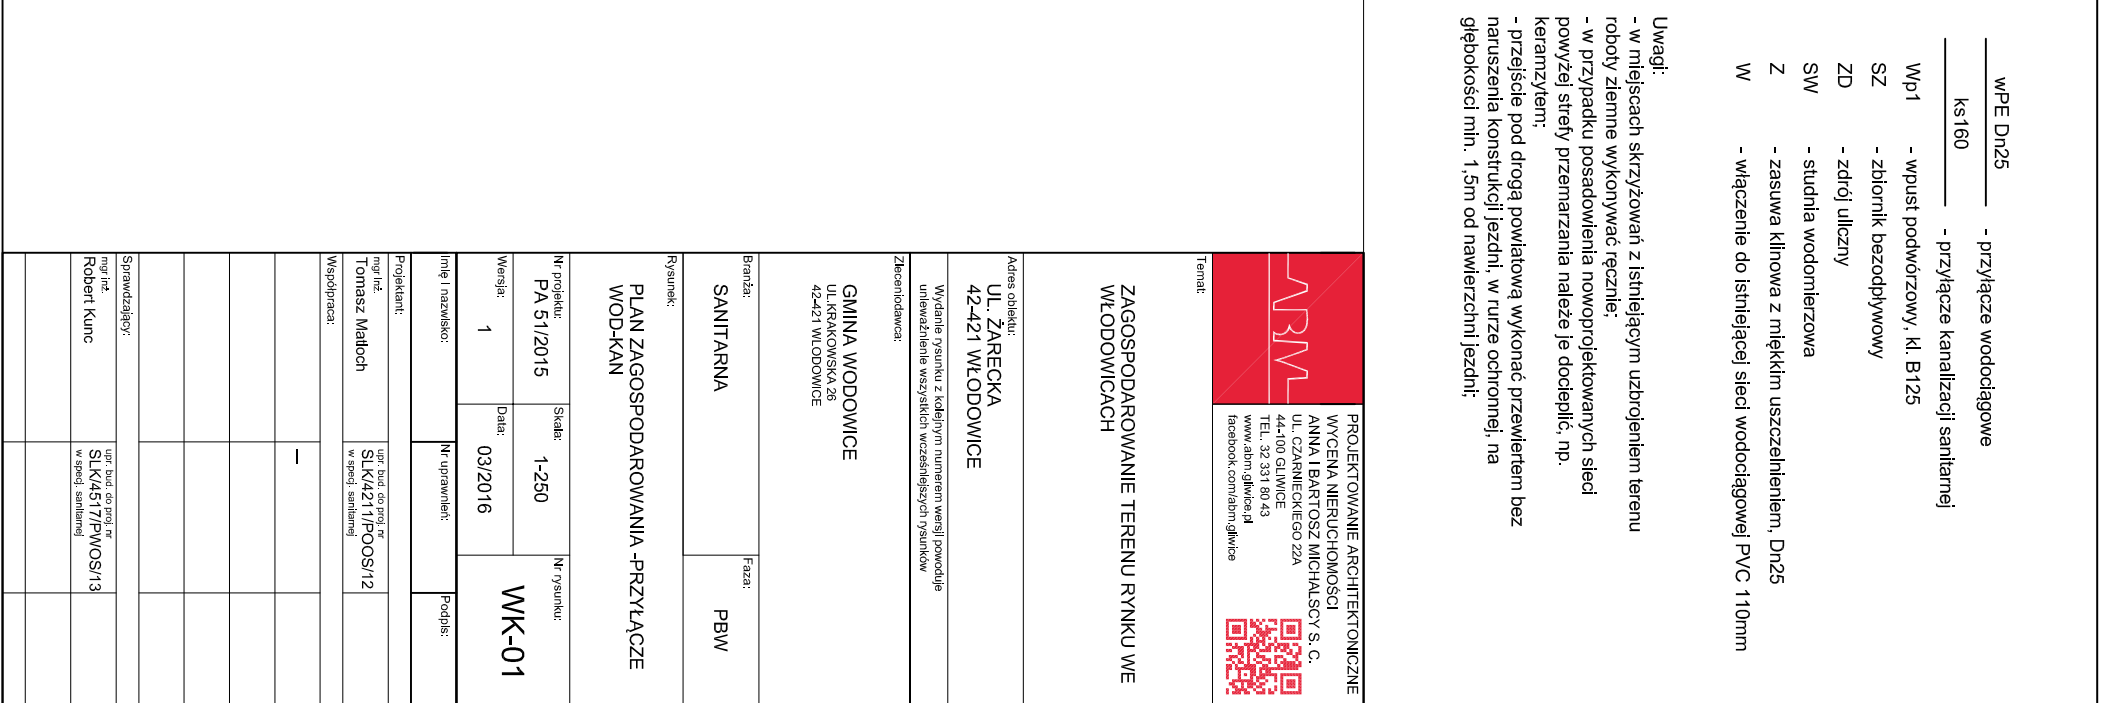 wPE Dn25 - przyłącze wodociągowe
ks160 - przyłącze kanalizacji sanitarnej
Wp1 - wpust podwórzowy, kl. B125
SZ - zbiornik bezodpływowy
ZD - zdrój uliczny
SW - studnia wodomierzowa
Z - zasuwa klinowa z miękkim uszczelnieniem, Dn25
W - włączenie do istniejącej sieci wodociągowej PVC 110mm
Uwagi:
- w miejscach skrzyżowań z istniejącym uzbrojeniem terenu
roboty ziemne wykonywać ręcznie;
- w przypadku posadowienia nowoprojektowanych sieci
powyżej strefy przemarzania należe je docieplić, np.
keramzytem;
- przejście pod drogą powiatową wykonać przewiertem bez
naruszenia konstrukcji jezdni, w rurze ochronnej, na
głębokości min. 1,5m od nawierzchni jezdni;
PROJEKTOWANIE ARCHITEKTONICZNE
WYCENA NIERUCHOMOŚCI
ANNA I BARTOSZ MICHALSCY S. C.
UL. CZARNIECKIEGO 22A
44-100 GLIWICE
TEL. 32 331 80 43
www.abm.gliwice.pl
facebook.com/abm.gliwice
Temat:
ZAGOSPODAROWANIE TERENU RYNKU WE
WŁODOWICACH
Adres obiektu:
UL. ŻARECKA
42-421 WŁODOWICE
Wydanie rysunku z kolejnym numerem wersji powoduje
unieważnienie wszystkich wcześniejszych rysunków
Zleceniodawca:
GMINA WODOWICE
UL.KRAKOWSKA 26
42-421 WLODOWICE
Branża:
SANITARNA
Faza:
PBW
Rysunek:
PLAN ZAGOSPODAROWANIA -PRZYŁĄCZE
WOD-KAN
Nr projektu:
PA 51/2015
Skala:
1-250
Nr rysunku:
WK-01
Wersja:
1
Data:
03/2016
Imię i nazwisko:
Nr uprawnień:
Podpis:
Projektant:
mgr inż.
Tomasz Matloch
upr. bud. do proj. nr
SLK/4211/POOS/12
w specj. sanitarnej
Współpraca:
–
Sprawdzający:
mgr inż.
Robert Kunc
upr. bud. do proj. nr
SLK/4517/PWOS/13
w specj. sanitarnej